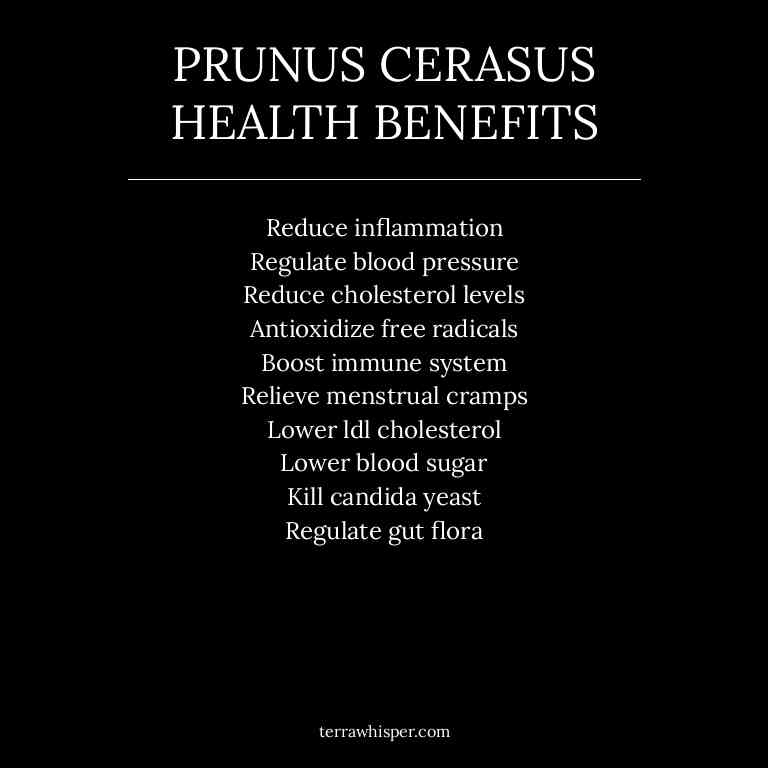 PRUNUS CERASUS
HEALTH BENEFITS
Reduce inflammation
Regulate blood pressure
Reduce cholesterol levels
Antioxidize free radicals
Boost immune system
Relieve menstrual cramps
Lower ldl cholesterol
Lower blood sugar
Kill candida yeast
Regulate gut flora
terrawhisper.com